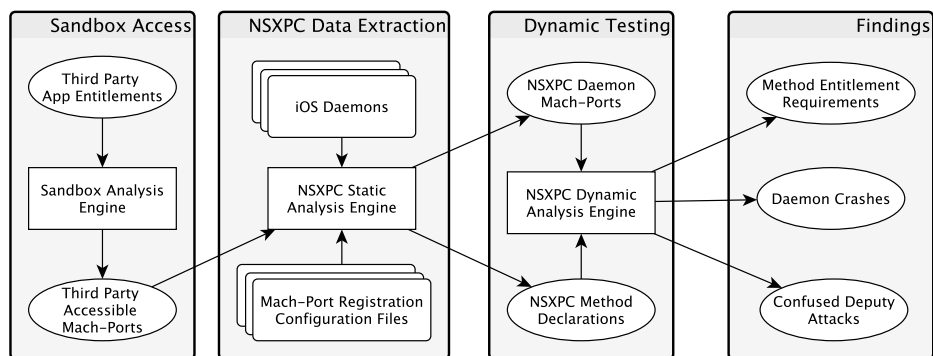 Sandbox Access
Third Party
App Entitlements
Sandbox Analysis
Engine
Third Party
Accessible
Mach-Ports
NSXPC Data Extraction
iOS Daemons
NSXPC Static
Analysis Engine
Mach-Port Registration
Configuration Files
Dynamic Testing
NSXPC Daemon
Mach-Ports
NSXPC Dynamic
Analysis Engine
NSXPC Method
Declarations
Findings
Method Entitlement
Requirements
Daemon Crashes
Confused Deputy
Attacks